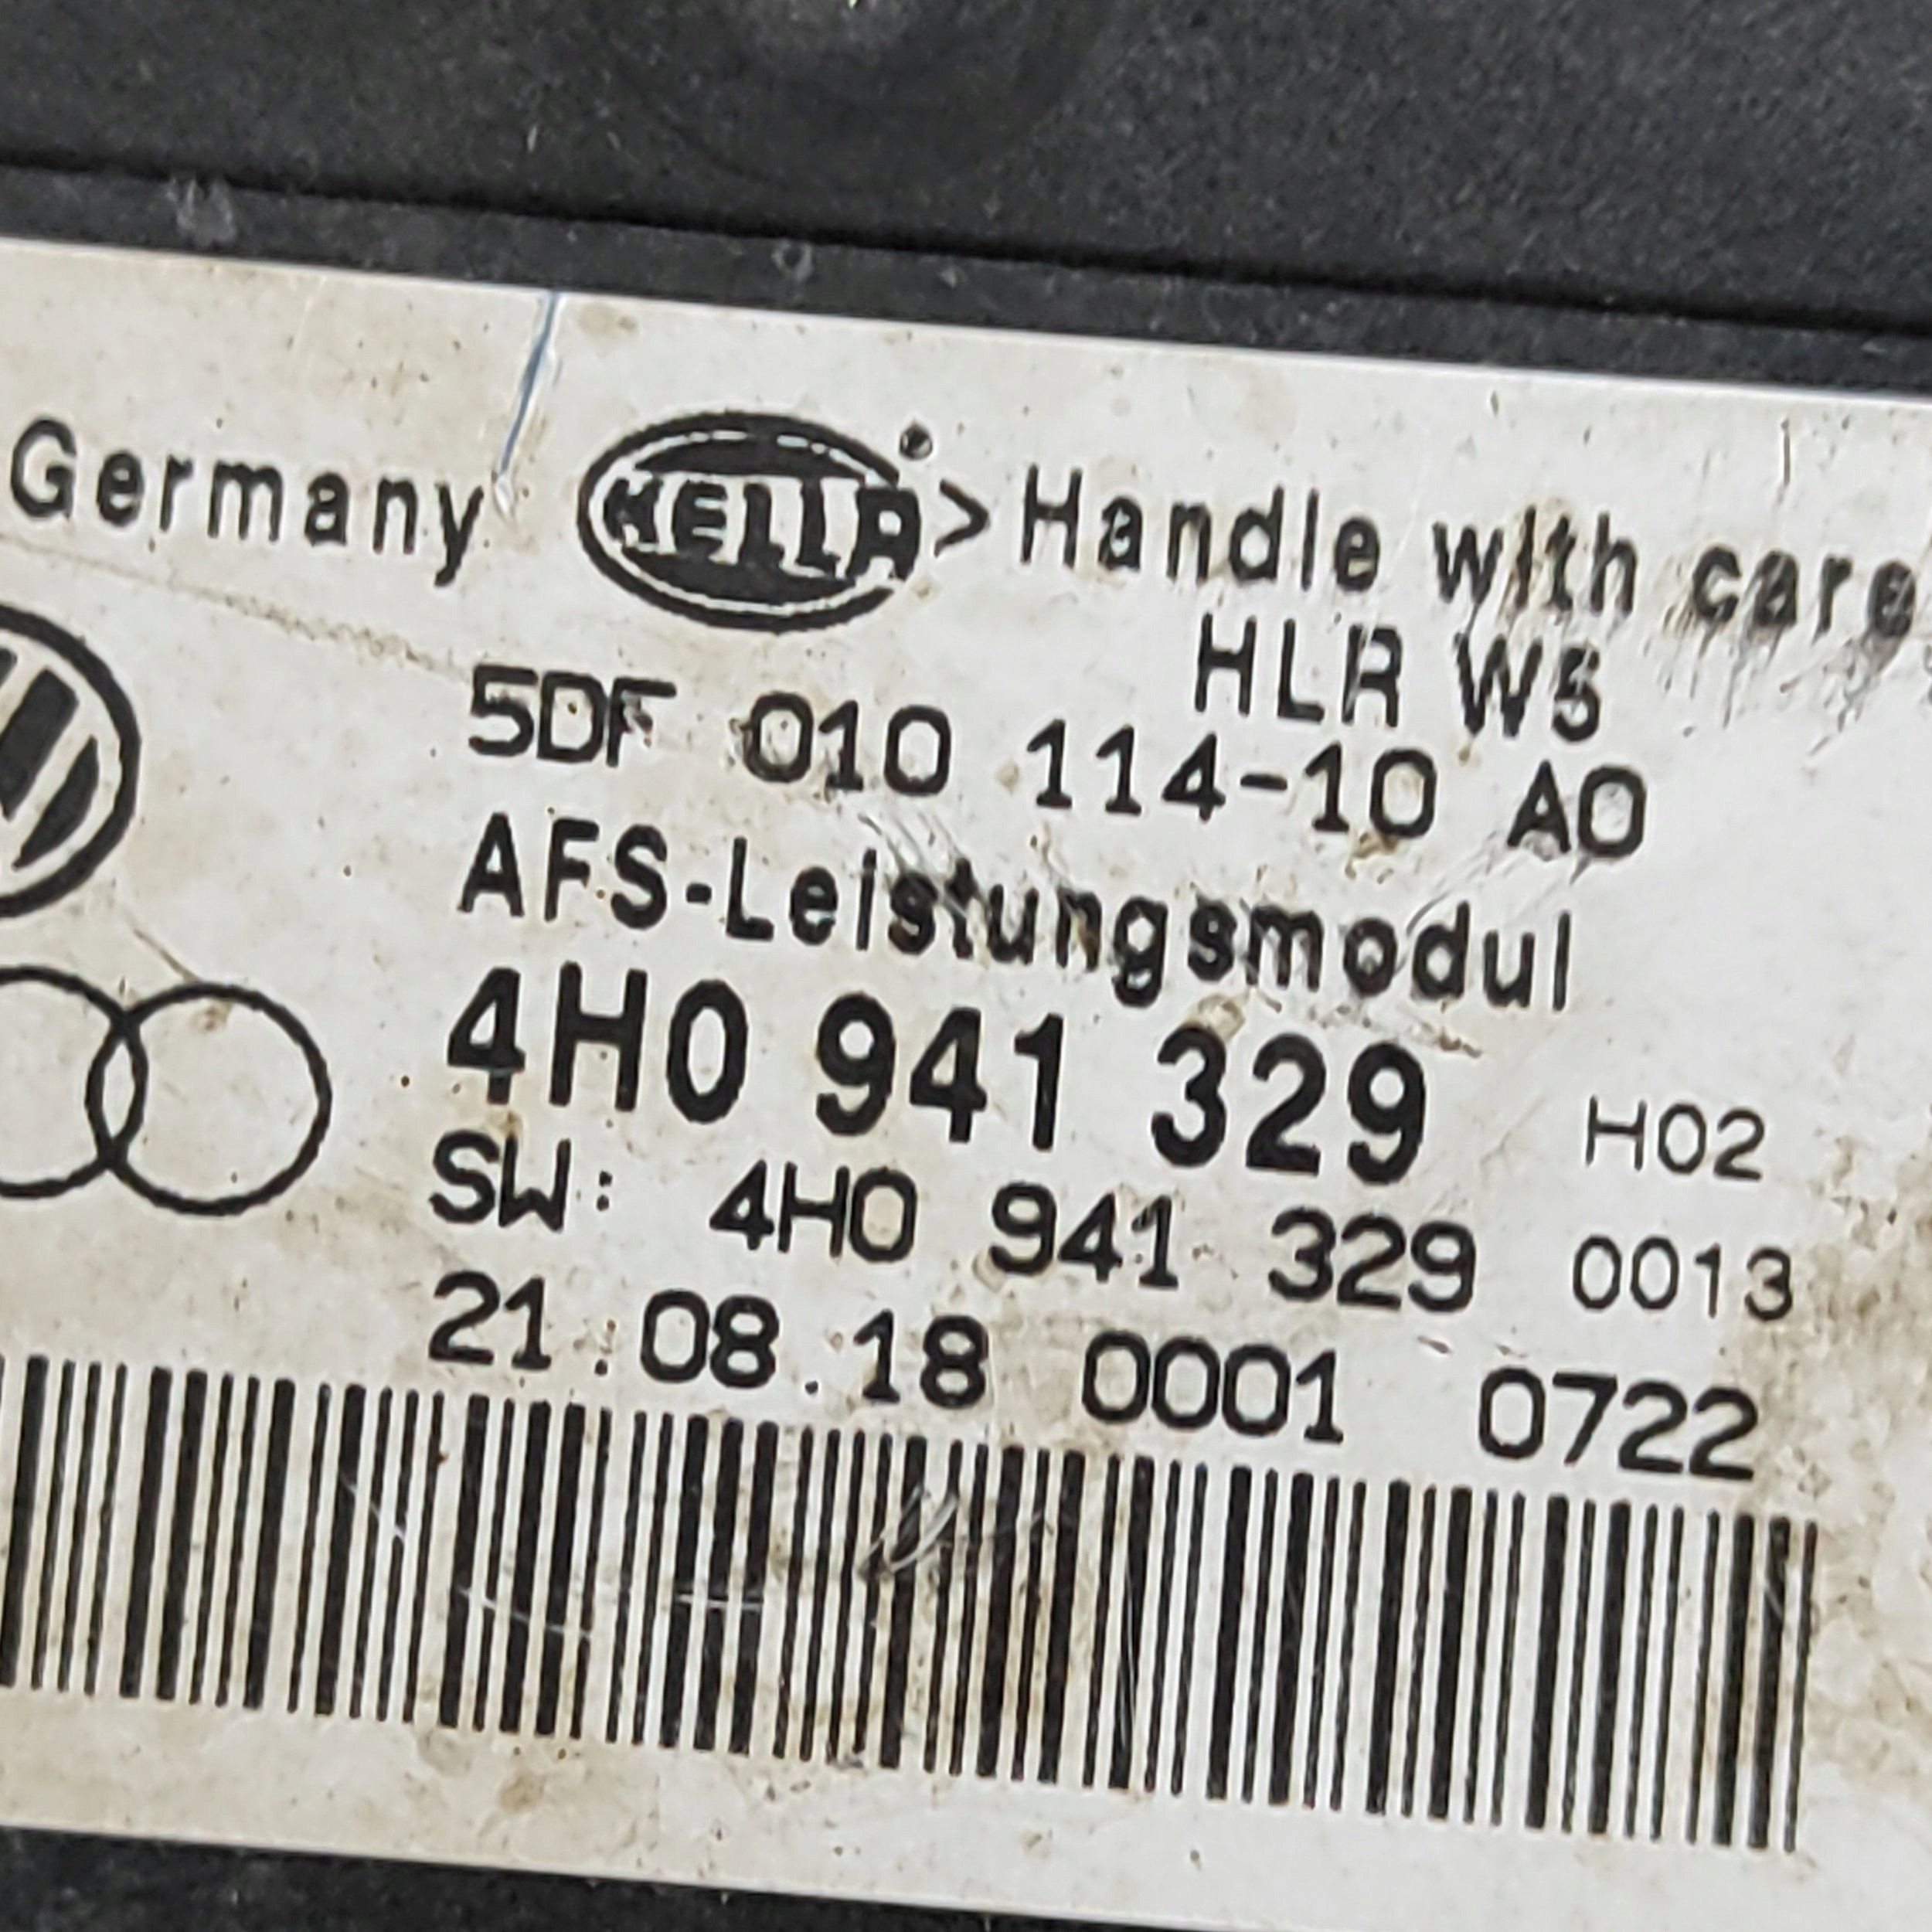 Germany HELLA > Handle with care
HLR W5
5DF 010 114-10 AO
AFS-Leistungsmodul
4H0 941 329 H02
SW: 4H0 941 329 0013
21.08.18 0001 0722